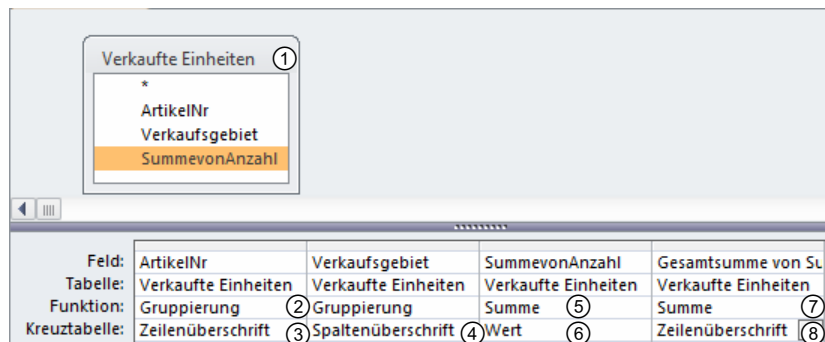 Verkaufte Einheiten ①
*
ArtikelNr
Verkaufsgebiet
SummevonAnzahl
Feld: ArtikelNr Verkaufsgebiet SummevonAnzahl Gesamtsumme von Su
Tabelle: Verkaufte Einheiten Verkaufte Einheiten Verkaufte Einheiten Verkaufte Einheiten
Funktion: Gruppierung ② Gruppierung Summe ⑤ Summe ⑦
Kreuztabelle: Zeilenüberschrift ③ Spaltenüberschrift ④ Wert ⑥ Zeilenüberschrift ⑧